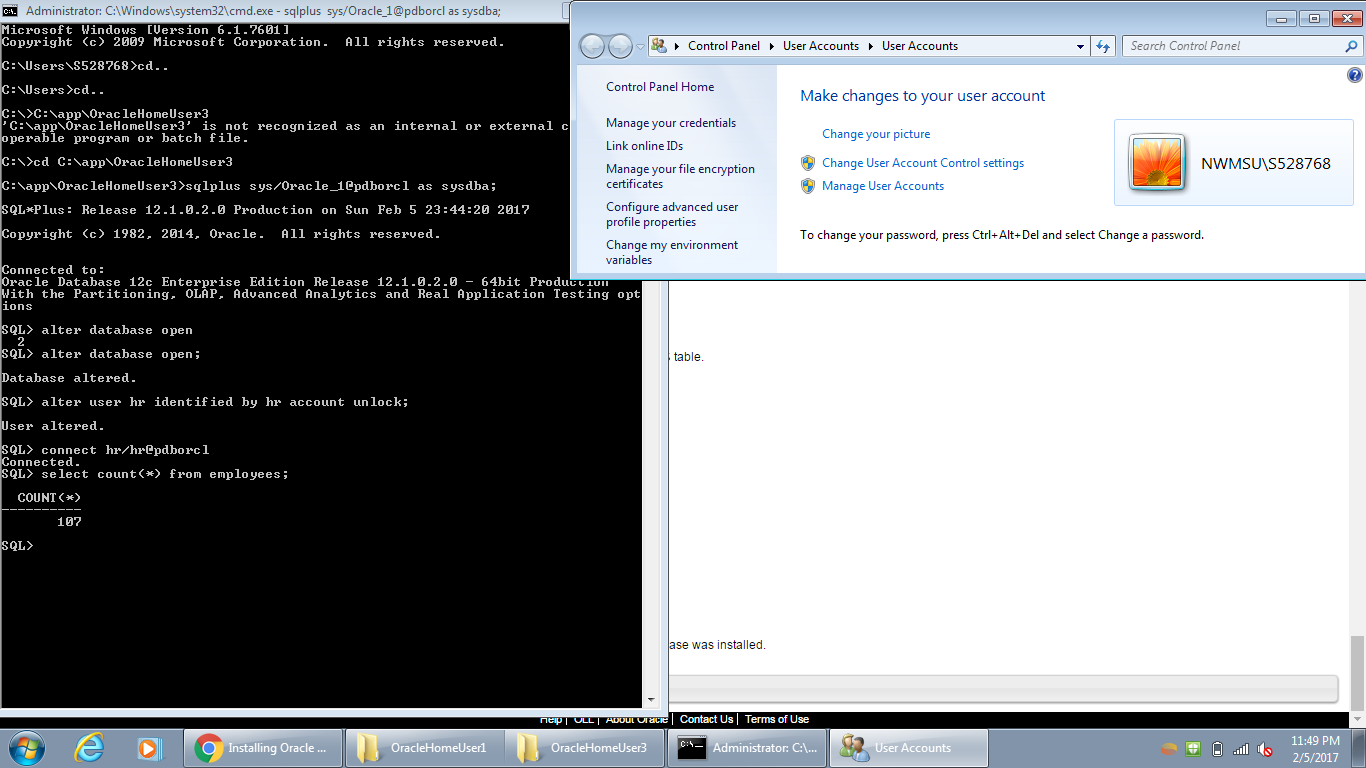 Administrator: C:\Windows\system32\cmd.exe - sqlplus sys/Oracle_1@pdborcl as sysdba;
Microsoft Windows [Version 6.1.7601]
Copyright (c) 2009 Microsoft Corporation. All rights reserved.
C:\Users\S528768>cd..
C:\Users>cd..
C:\>C:\app\OracleHomeUser3
'C:\app\OracleHomeUser3' is not recognized as an internal or external c
operable program or batch file.
C:\>cd C:\app\OracleHomeUser3
C:\app\OracleHomeUser3>sqlplus sys/Oracle_1@pdborcl as sysdba;
SQL*Plus: Release 12.1.0.2.0 Production on Sun Feb 5 23:44:20 2017
Copyright (c) 1982, 2014, Oracle. All rights reserved.
Connected to:
Oracle Database 12c Enterprise Edition Release 12.1.0.2.0 - 64bit Production
With the Partitioning, OLAP, Advanced Analytics and Real Application Testing opt
ions
SQL> alter database open
2
SQL> alter database open;
Database altered.
SQL> alter user hr identified by hr account unlock;
User altered.
SQL> connect hr/hr@pdborcl
Connected.
SQL> select count(*) from employees;
COUNT(*)
----------
107
SQL>
Control Panel User Accounts User Accounts
Search Control Panel
Control Panel Home
Manage your credentials
Link online IDs
Manage your file encryption
certificates
Configure advanced user
profile properties
Change my environment
variables
Make changes to your user account
Change your picture
Change User Account Control settings
Manage User Accounts
NWMSU\S528768
To change your password, press Ctrl+Alt+Del and select Change a password.
table.
ase was installed.
Help | OLL | About Oracle | Contact Us | Terms of Use
Installing Oracle ...
OracleHomeUser1
OracleHomeUser3
Administrator: C:\...
User Accounts
11:49 PM
2/5/2017